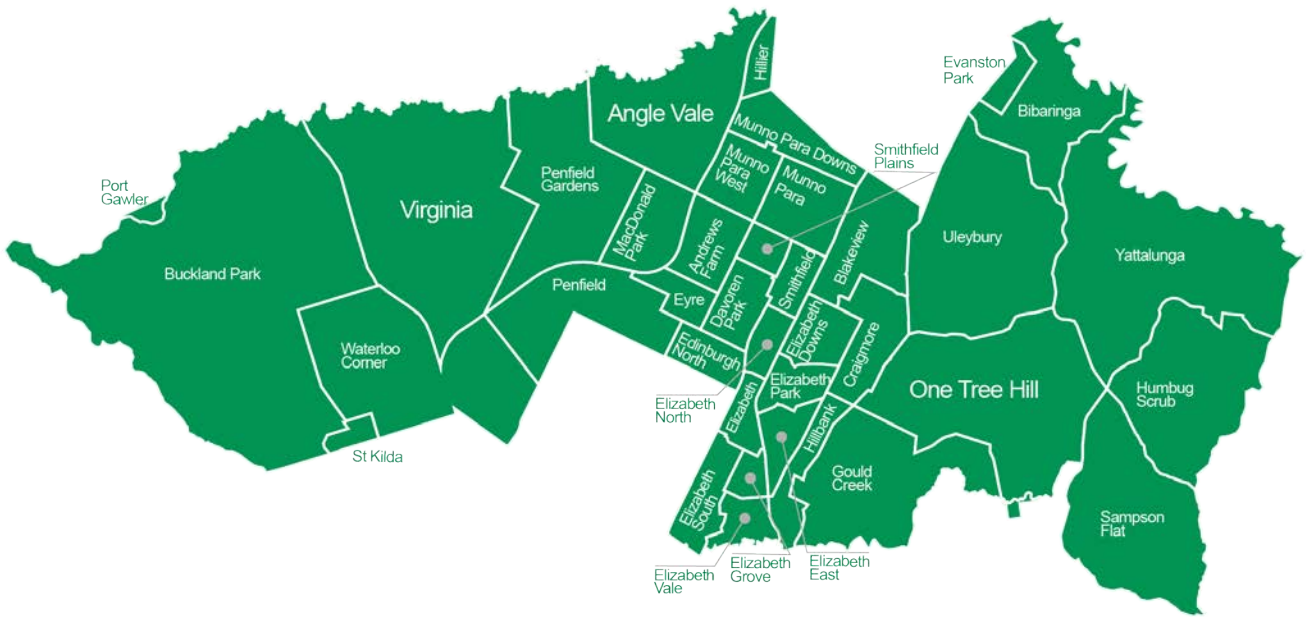 Evanston
Park
Hillier
Bibaringa
Angle Vale
Munno Para Downs
Smithfield
Plains
Munno
Para
West
Munno
Para
Penfield
Gardens
Port
Gawler
Virginia
MacDonald
Park
Andrews
Farm
Blakeview
Uleybury
Yattalunga
Buckland Park
Penfield
Eyre
Davoren
Park
Smithfield
Waterloo
Corner
Edinburgh
North
Elizabeth
Downs
Craigmore
Elizabeth
Park
One Tree Hill
Humbug
Scrub
Elizabeth
North
Elizabeth
Hillbank
St Kilda
Gould
Creek
Elizabeth
South
Sampson
Flat
Elizabeth
Vale
Elizabeth
Grove
Elizabeth
East